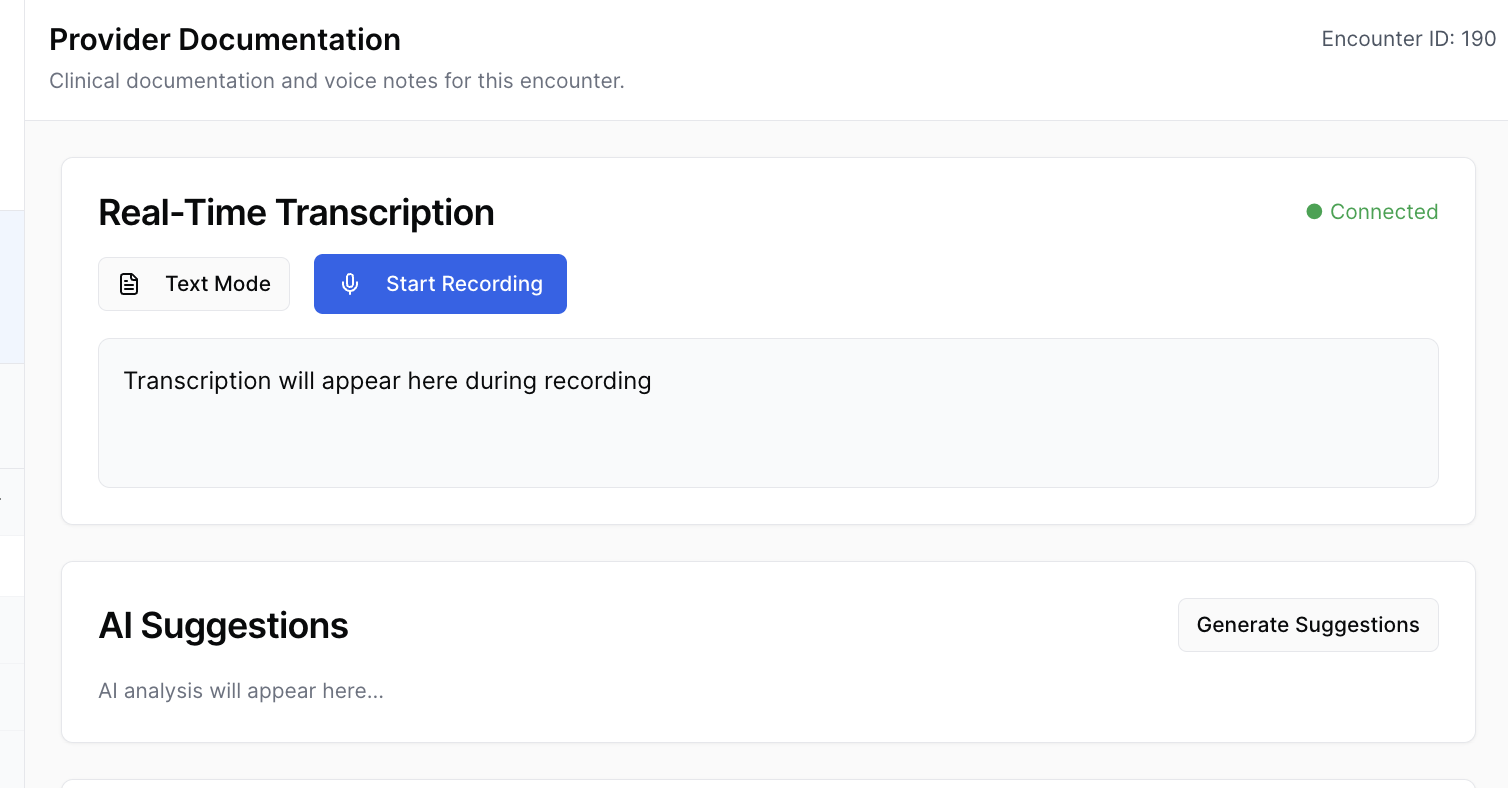 Provider Documentation
Encounter ID: 190
Clinical documentation and voice notes for this encounter.
Real-Time Transcription
Connected
Text Mode
Start Recording
Transcription will appear here during recording
AI Suggestions
Generate Suggestions
AI analysis will appear here...